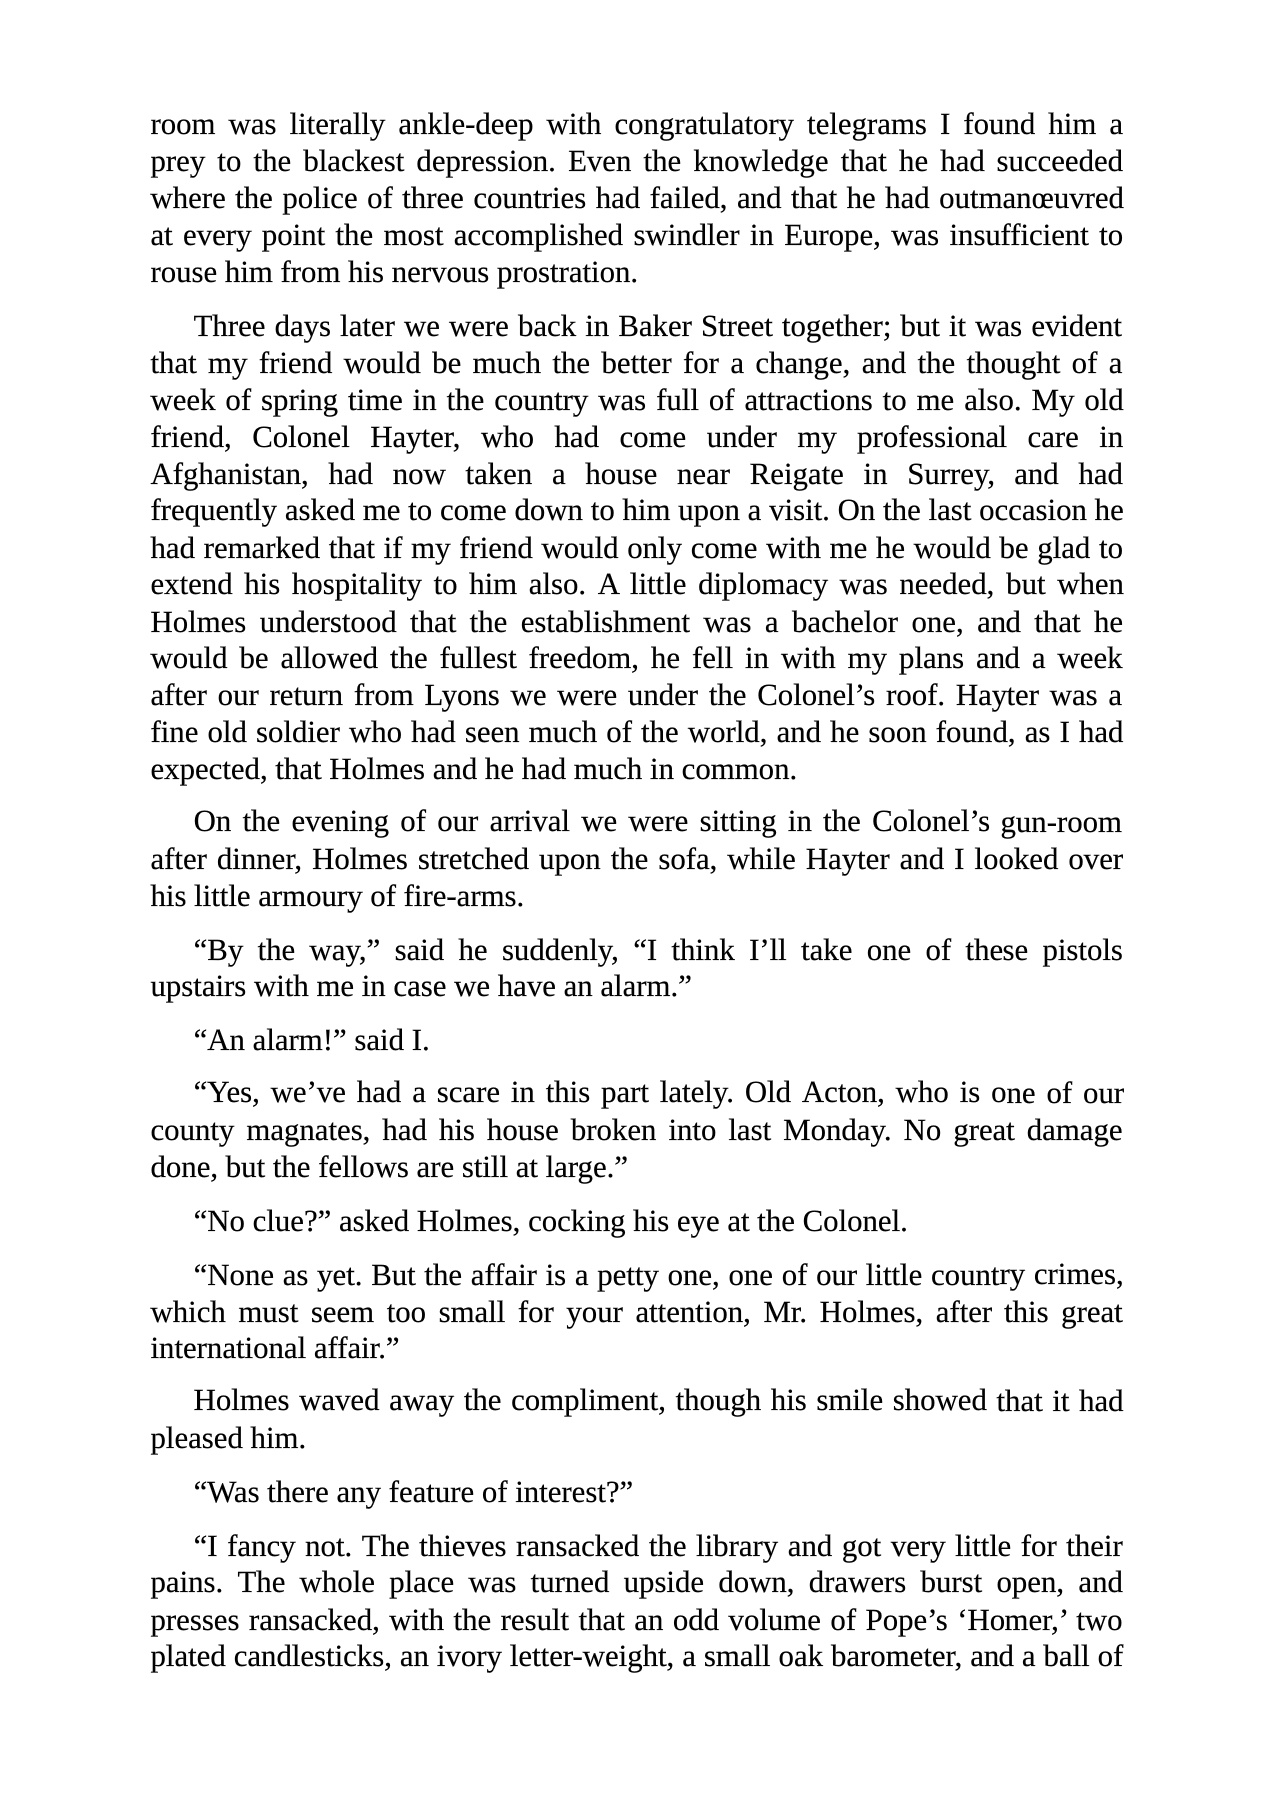 room was literally ankle-deep with congratulatory telegrams I found him a
prey to the blackest depression. Even the knowledge that he had succeeded
where the police of three countries had failed, and that he had outmanœuvred
at every point the most accomplished swindler in Europe, was insufficient to
rouse him from his nervous prostration.
Three days later we were back in Baker Street together; but it was evident
that my friend would be much the better for a change, and the thought of a
week of spring time in the country was full of attractions to me also. My old
friend, Colonel Hayter, who had come under my professional care in
Afghanistan, had now taken a house near Reigate in Surrey, and had
frequently asked me to come down to him upon a visit. On the last occasion he
had remarked that if my friend would only come with me he would be glad to
extend his hospitality to him also. A little diplomacy was needed, but when
Holmes understood that the establishment was a bachelor one, and that he
would be allowed the fullest freedom, he fell in with my plans and a week
after our return from Lyons we were under the Colonel’s roof. Hayter was a
fine old soldier who had seen much of the world, and he soon found, as I had
expected, that Holmes and he had much in common.
On the evening of our arrival we were sitting in the Colonel’s gun-room
after dinner, Holmes stretched upon the sofa, while Hayter and I looked over
his little armoury of fire-arms.
“By the way,” said he suddenly, “I think I’ll take one of these pistols
upstairs with me in case we have an alarm.”
“An alarm!” said I.
“Yes, we’ve had a scare in this part lately. Old Acton, who is one of our
county magnates, had his house broken into last Monday. No great damage
done, but the fellows are still at large.”
“No clue?” asked Holmes, cocking his eye at the Colonel.
“None as yet. But the affair is a petty one, one of our little country crimes,
which must seem too small for your attention, Mr. Holmes, after this great
international affair.”
Holmes waved away the compliment, though his smile showed that it had
pleased him.
“Was there any feature of interest?”
“I fancy not. The thieves ransacked the library and got very little for their
pains. The whole place was turned upside down, drawers burst open, and
presses ransacked, with the result that an odd volume of Pope’s ‘Homer,’ two
plated candlesticks, an ivory letter-weight, a small oak barometer, and a ball of